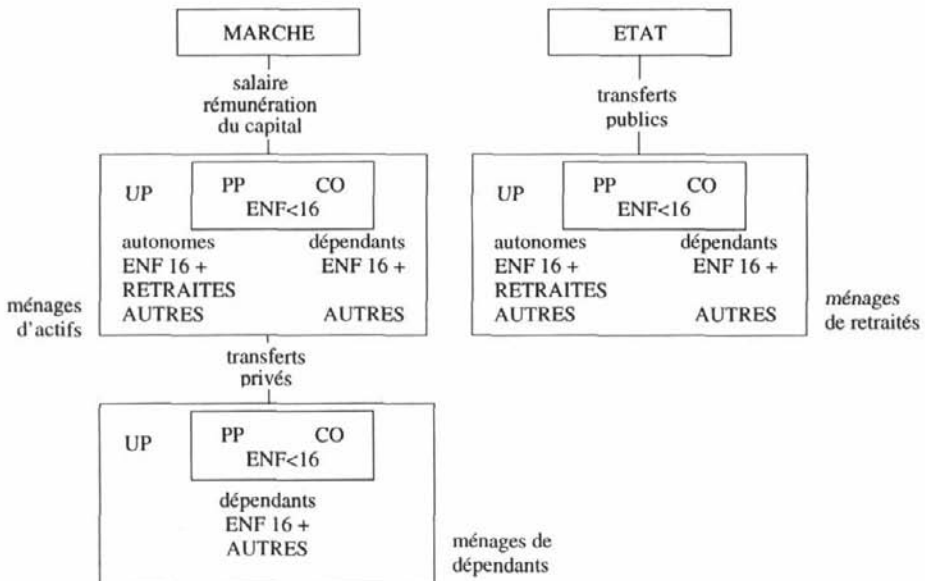 MARCHE
ETAT
salaire
rémunération
du capital
transferts
publics
UP
PP CO
ENF<16
autonomes dépendants
ENF 16 + ENF 16 +
RETRAITES
AUTRES AUTRES
ménages
d'actifs
UP
PP CO
ENF<16
autonomes dépendants
ENF 16 + ENF 16 +
RETRAITES
AUTRES AUTRES
ménages
de retraités
transferts
privés
UP
PP CO
ENF<16
dépendants
ENF 16 +
AUTRES
ménages de
dépendants